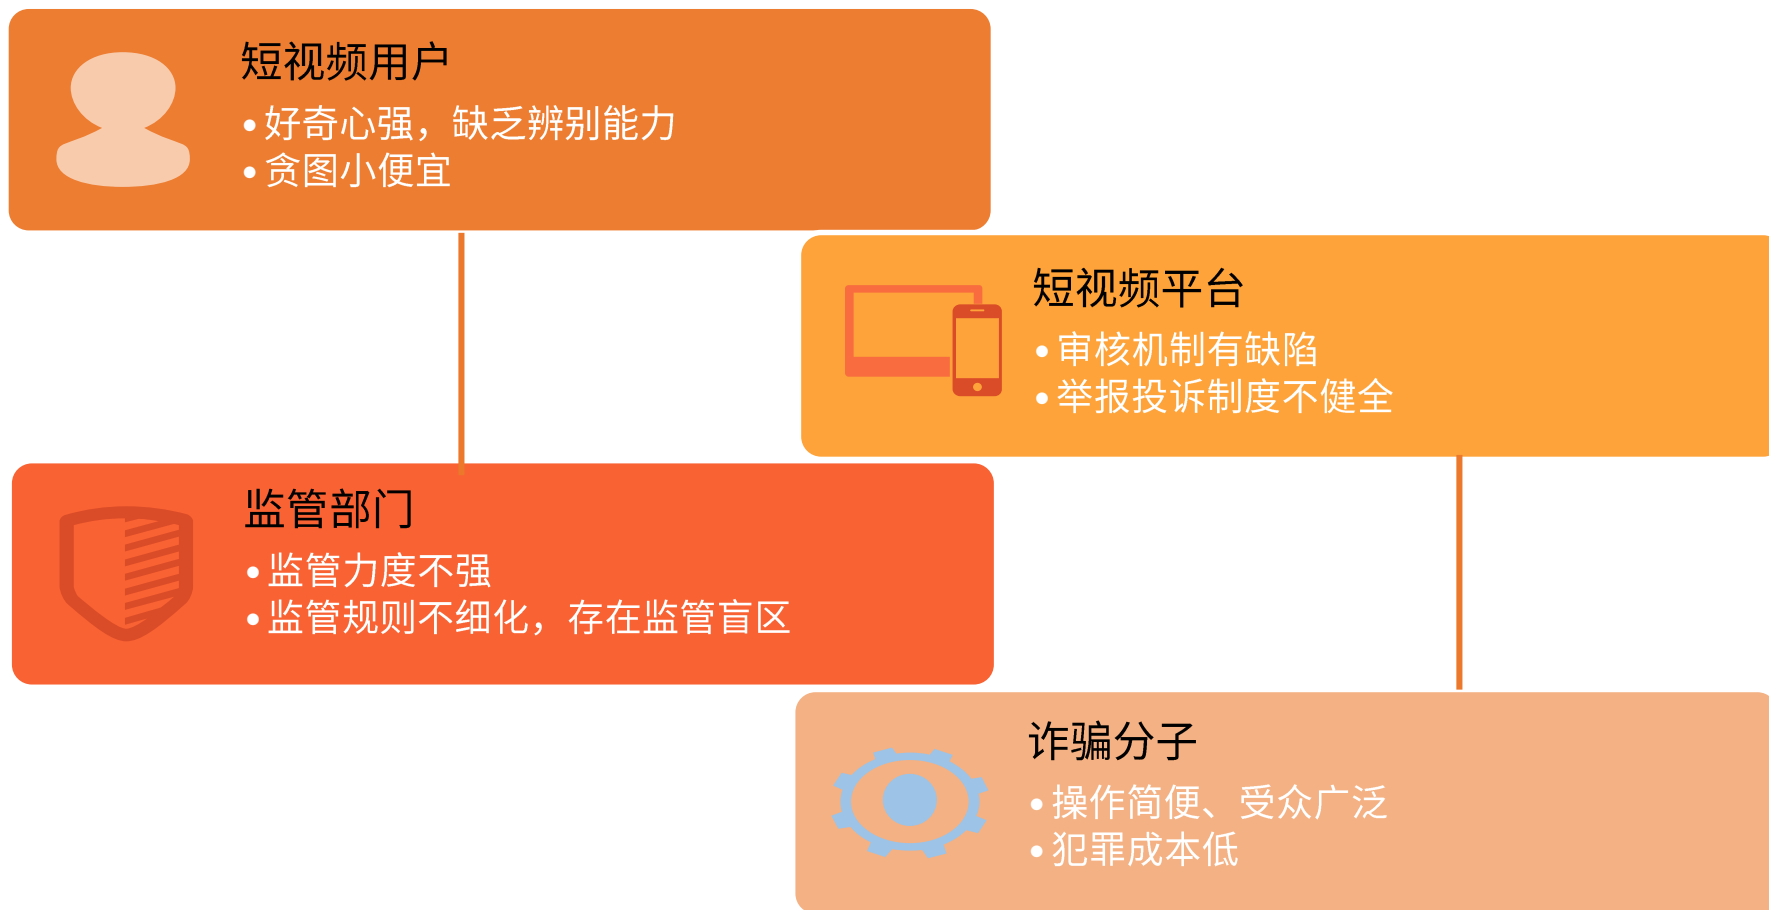 短视频用户
•好奇心强，缺乏辨别能力
•贪图小便宜
短视频平台
•审核机制有缺陷
•举报投诉制度不健全
监管部门
•监管力度不强
•监管规则不细化，存在监管盲区
诈骗分子
•操作简便、受众广泛
•犯罪成本低